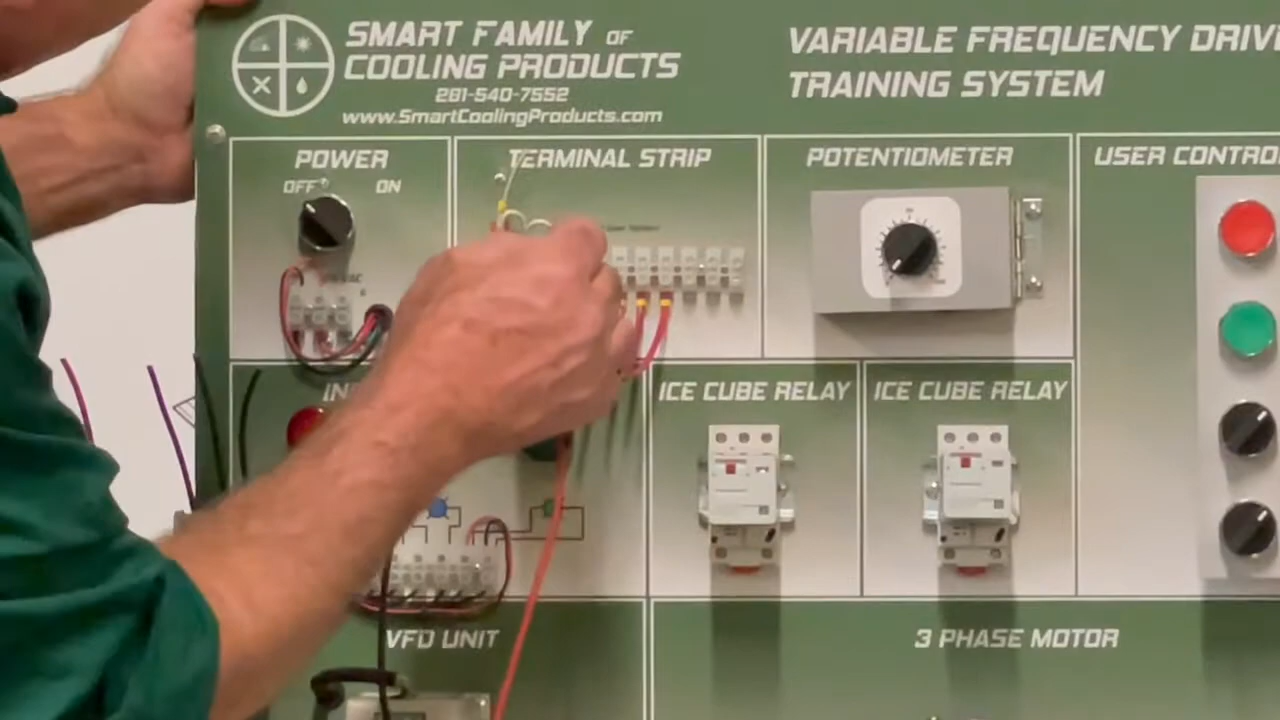 SMART FAMILY OF
COOLING PRODUCTS
281-540-7552
www.SmartCoolingProducts.com
VARIABLE FREQUENCY DRIVE
TRAINING SYSTEM
POWER
OFF ON
TERMINAL STRIP
POTENTIOMETER
USER CONTRO
ICE CUBE RELAY
ICE CUBE RELAY
VFD UNIT
3 PHASE MOTOR